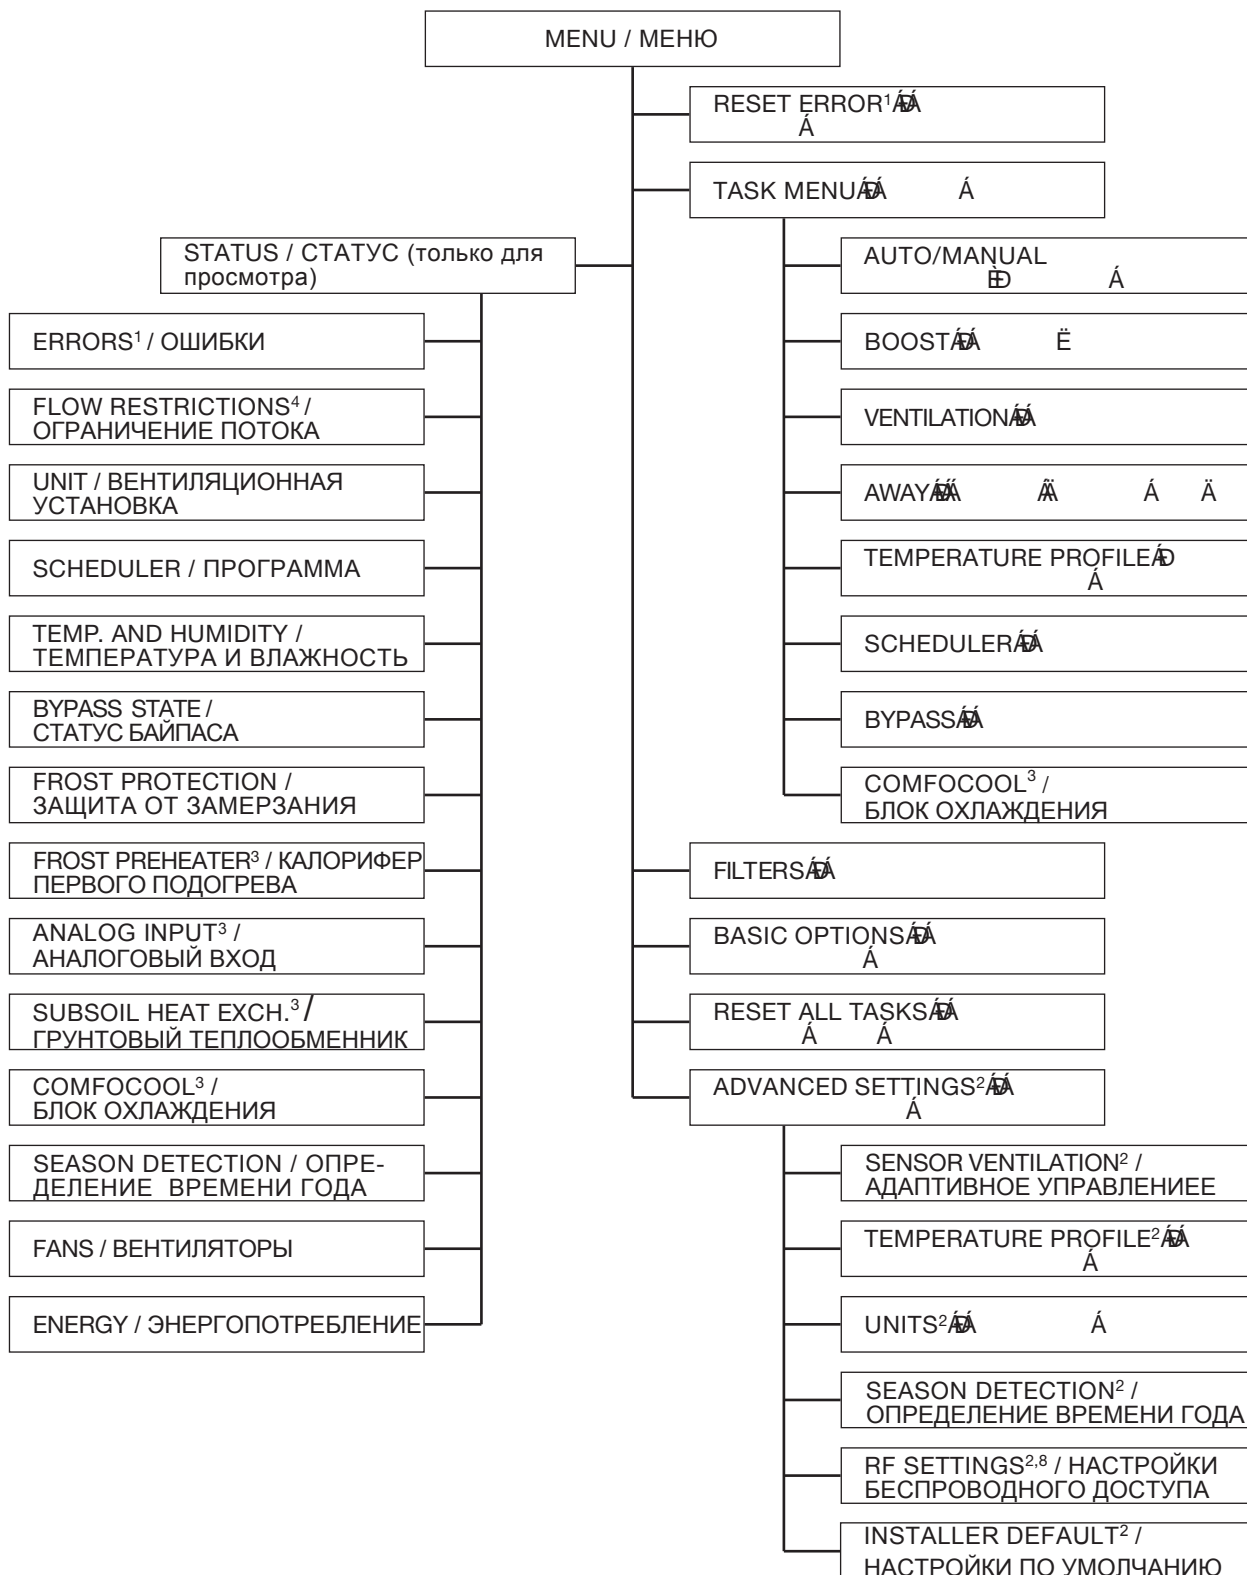 MENU / МЕНЮ
RESET ERROR¹
TASK MENU
STATUS / СТАТУС (только для
просмотра)
ERRORS¹ / ОШИБКИ
FLOW RESTRICTIONS⁴ /
ОГРАНИЧЕНИЕ ПОТОКА
UNIT / ВЕНТИЛЯЦИОННАЯ
УСТАНОВКА
SCHEDULER / ПРОГРАММА
TEMP. AND HUMIDITY /
ТЕМПЕРАТУРА И ВЛАЖНОСТЬ
BYPASS STATE /
СТАТУС БАЙПАСА
FROST PROTECTION /
ЗАЩИТА ОТ ЗАМЕРЗАНИЯ
FROST PREHEATER³ / КАЛОРИФЕР
ПЕРВОГО ПОДОГРЕВА
ANALOG INPUT³ /
АНАЛОГОВЫЙ ВХОД
SUBSOIL HEAT EXCH.³ /
ГРУНТОВЫЙ ТЕПЛООБМЕННИК
COMFOCOOL³ /
БЛОК ОХЛАЖДЕНИЯ
SEASON DETECTION / ОПРЕ-
ДЕЛЕНИЕ ВРЕМЕНИ ГОДА
FANS / ВЕНТИЛЯТОРЫ
ENERGY / ЭНЕРГОПОТРЕБЛЕНИЕ
AUTO/MANUAL
BOOST
VENTILATION
AWAY
TEMPERATURE PROFILE
SCHEDULER
BYPASS
COMFOCOOL³ /
БЛОК ОХЛАЖДЕНИЯ
FILTERS
BASIC OPTIONS
RESET ALL TASKS
ADVANCED SETTINGS²
SENSOR VENTILATION² /
АДАПТИВНОЕ УПРАВЛЕНИЕЕ
TEMPERATURE PROFILE²
UNITS²
SEASON DETECTION² /
ОПРЕДЕЛЕНИЕ ВРЕМЕНИ ГОДА
RF SETTINGS²,⁸ / НАСТРОЙКИ
БЕСПРОВОДНОГО ДОСТУПА
INSTALLER DEFAULT² /
НАСТРОЙКИ ПО УМОЛЧАНИЮ